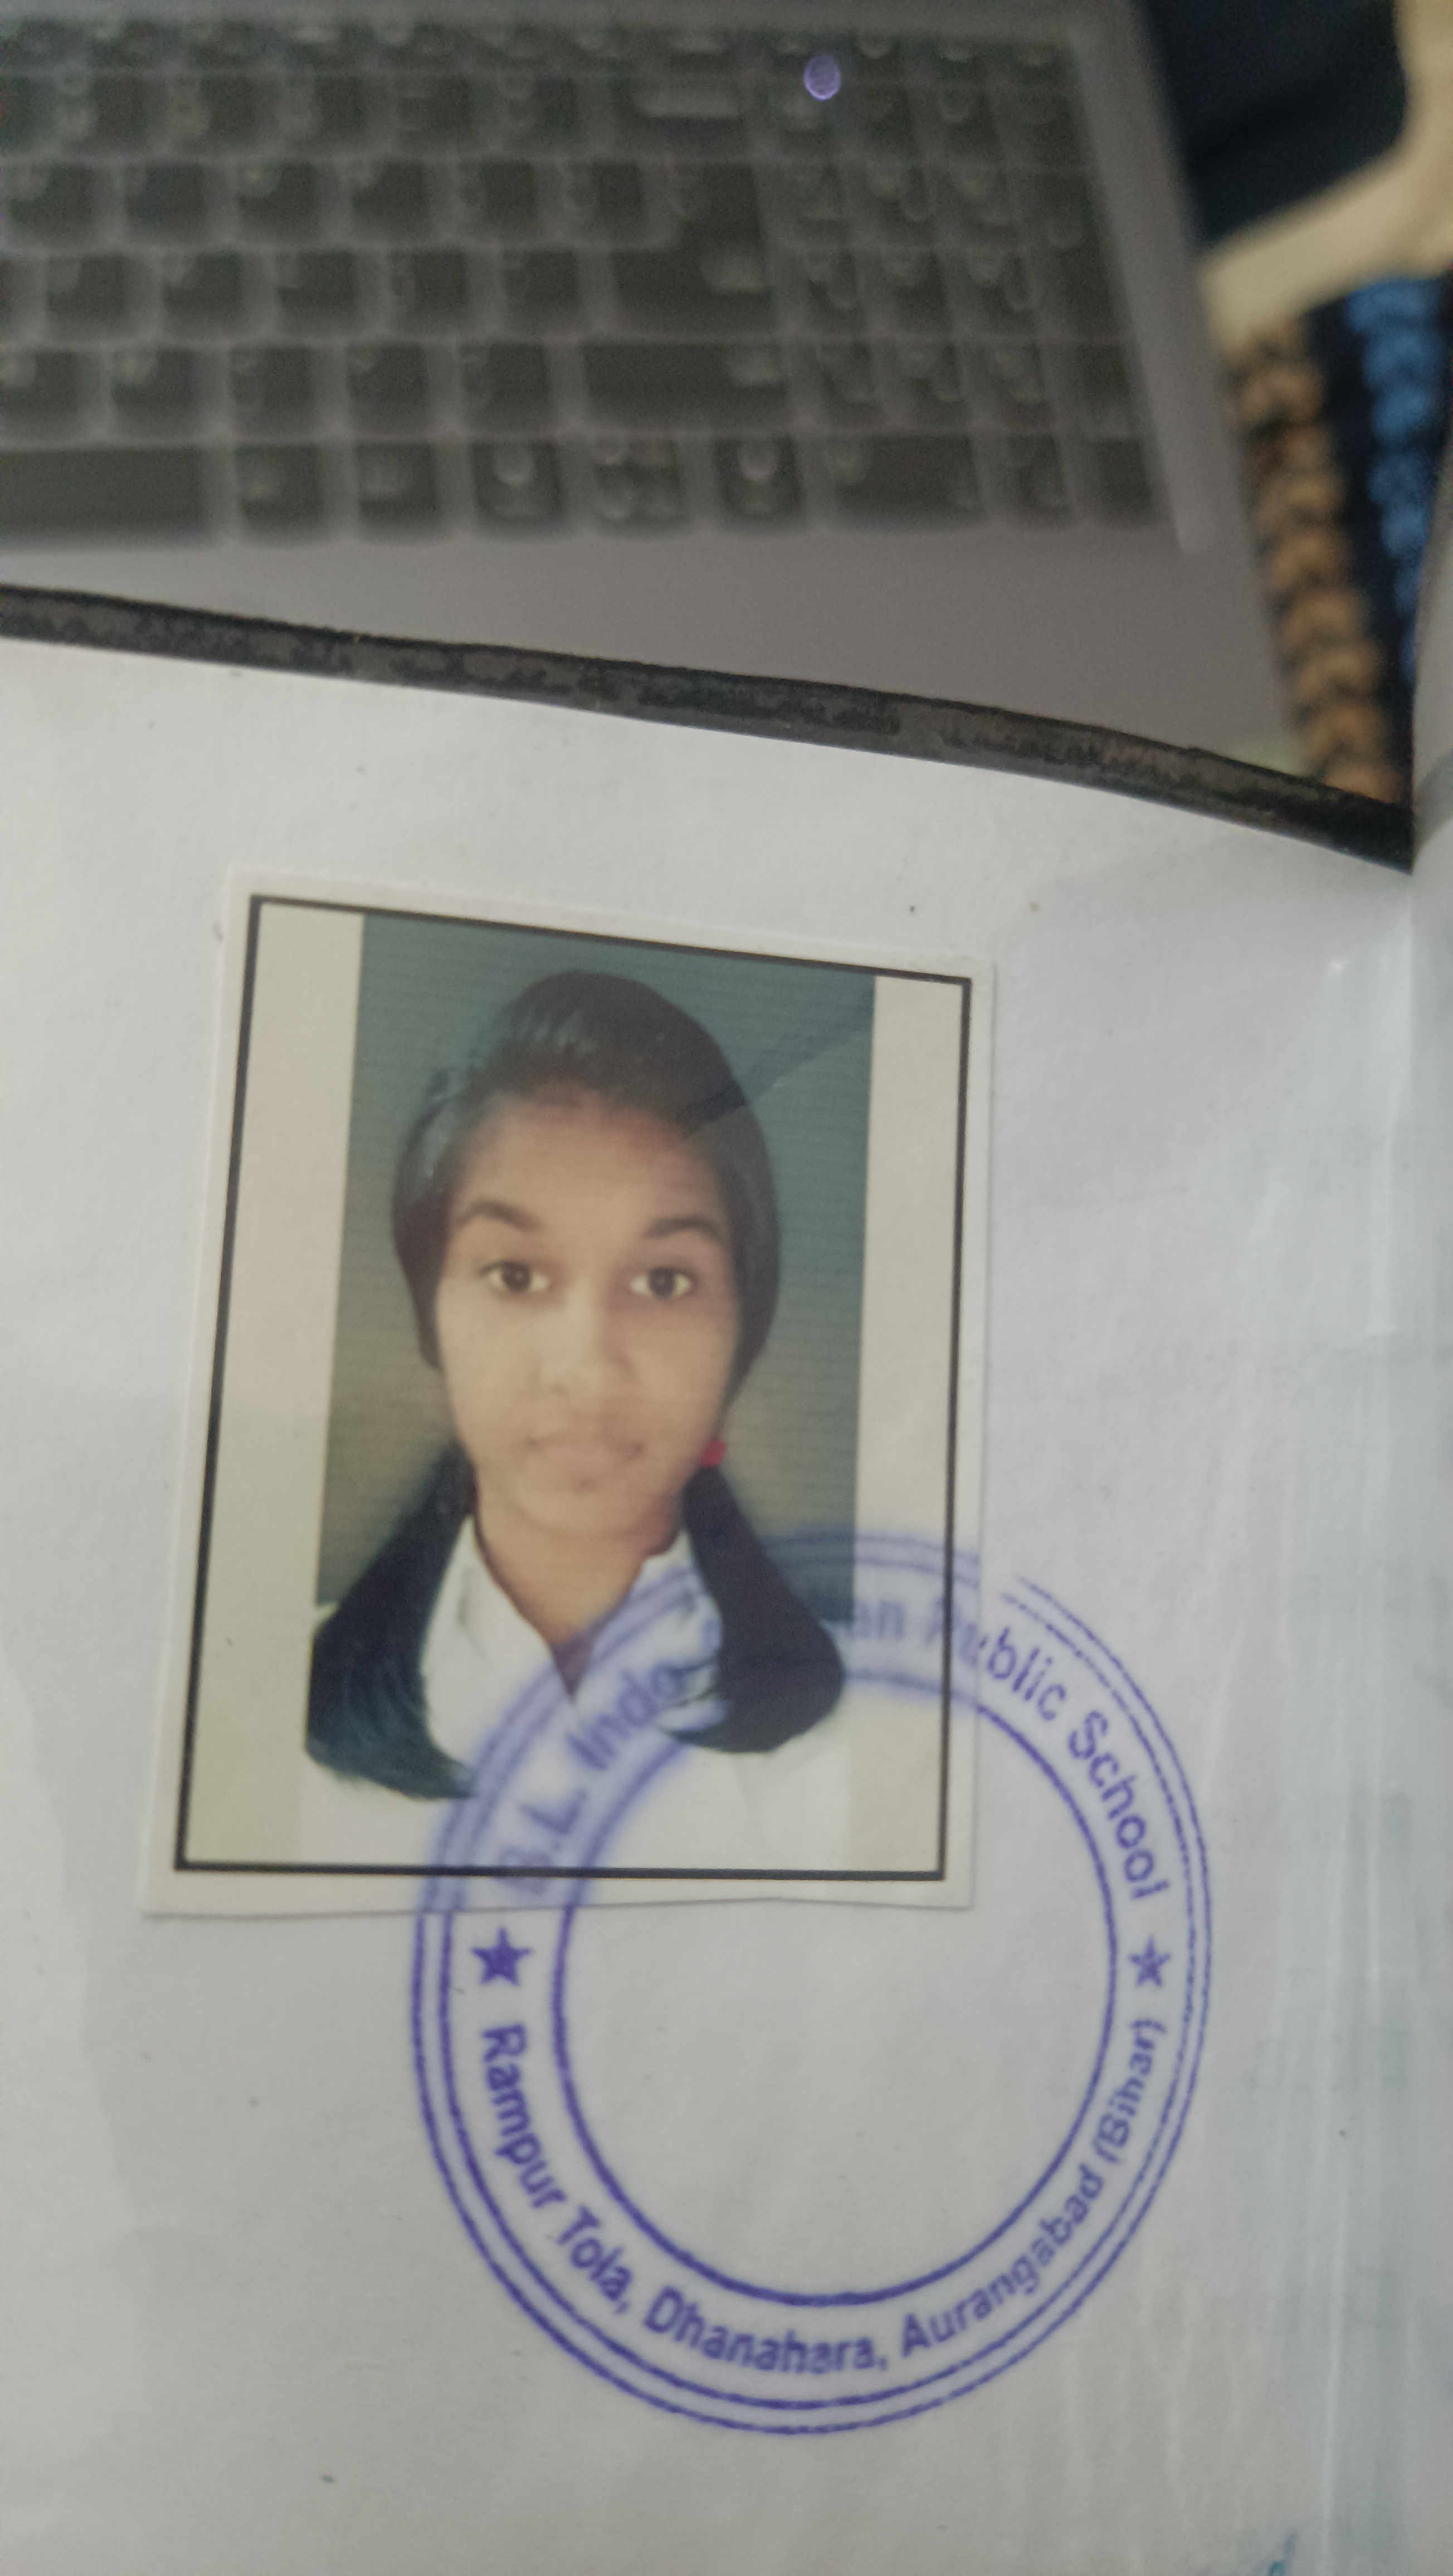 B.L. Indo Public School
Rampur Tola, Dhanahara, Aurangabad (Bihar)